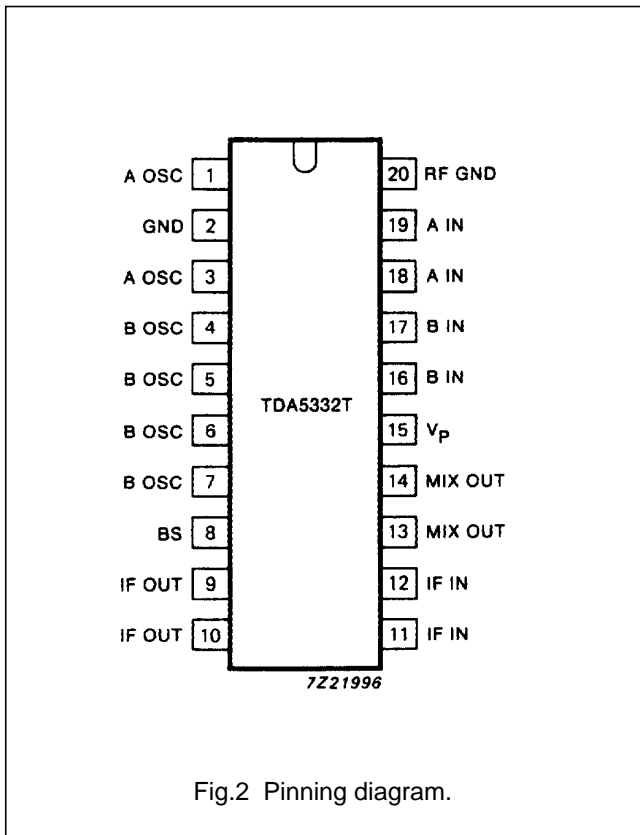 A OSC 1 20 RF GND
GND 2 19 A IN
A OSC 3 18 A IN
B OSC 4 17 B IN
B OSC 5 16 B IN
TDA5332T
B OSC 6 15 VP
B OSC 7 14 MIX OUT
BS 8 13 MIX OUT
IF OUT 9 12 IF IN
IF OUT 10 11 IF IN
7Z21996
Fig.2 Pinning diagram.